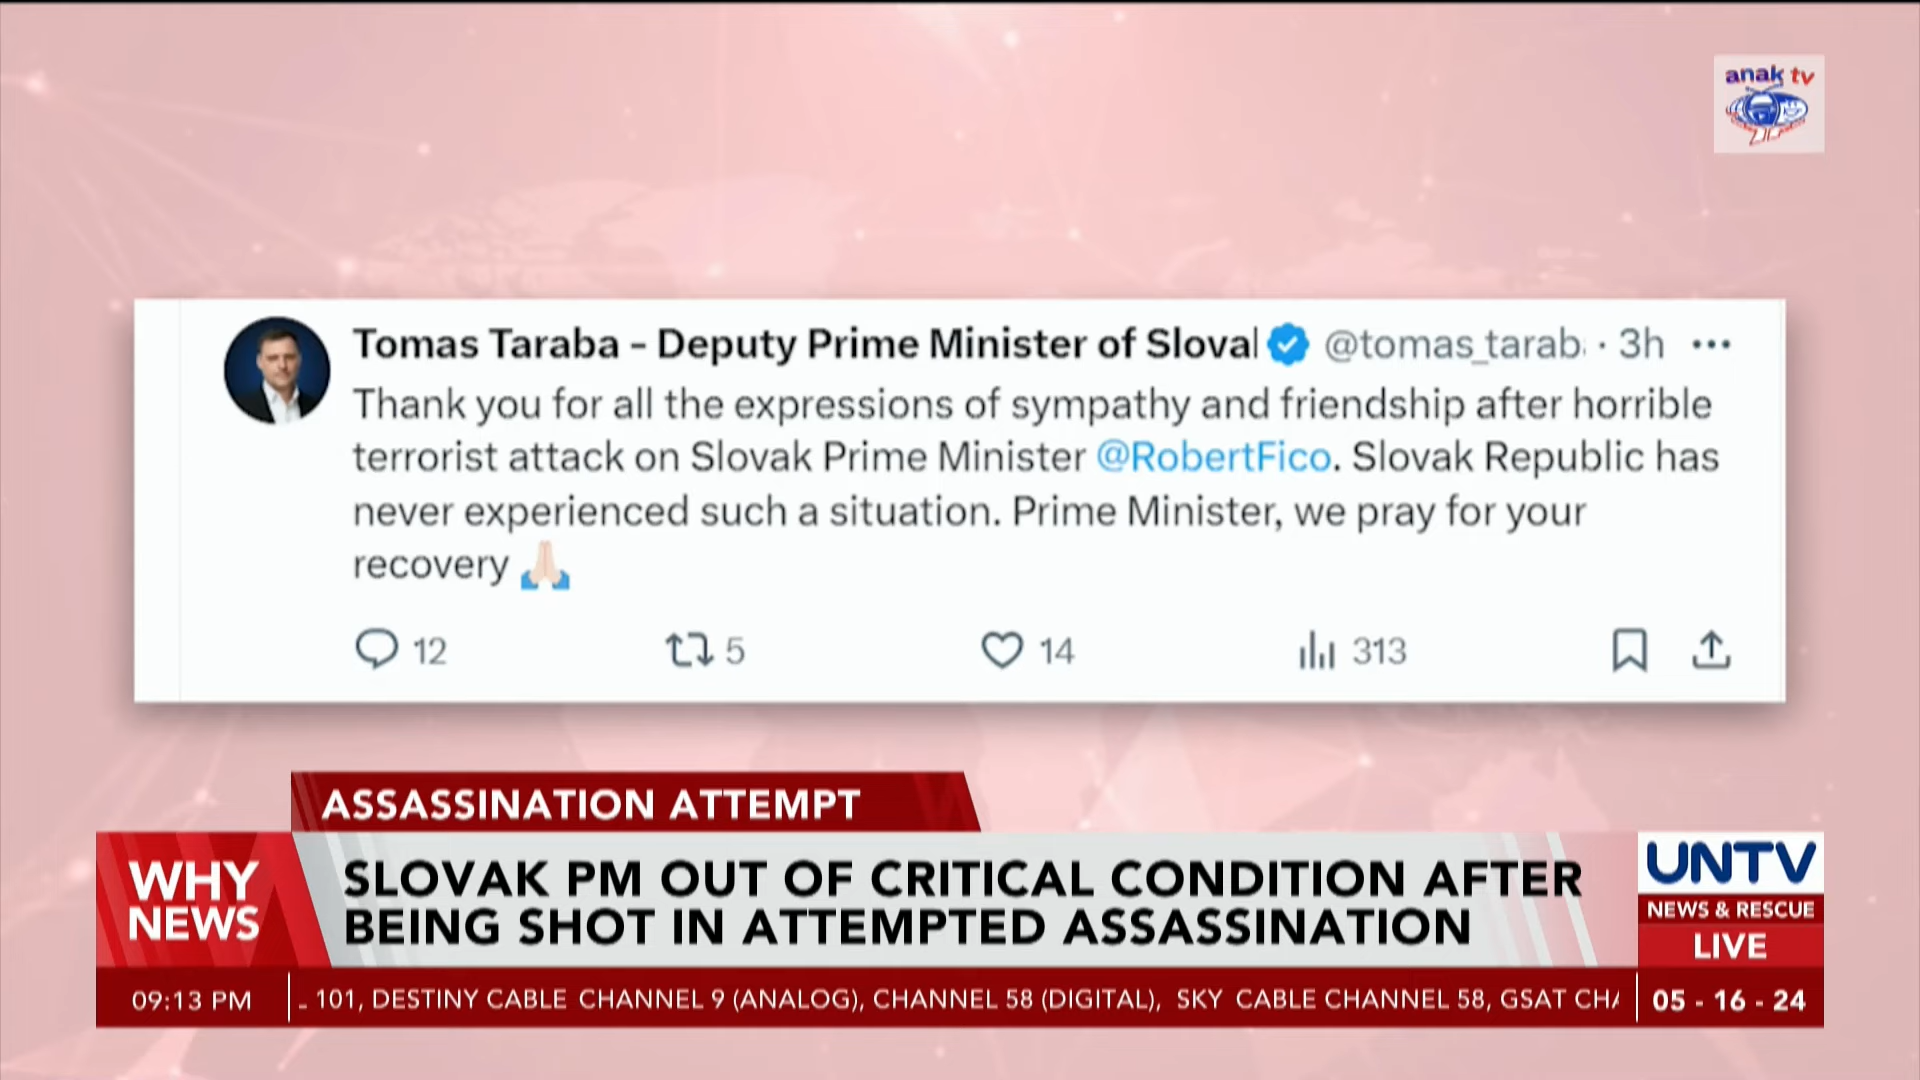 anak tv
Tomas Taraba - Deputy Prime Minister of Sloval @tomas_tarab · 3h
Thank you for all the expressions of sympathy and friendship after horrible
terrorist attack on Slovak Prime Minister @RobertFico. Slovak Republic has
never experienced such a situation. Prime Minister, we pray for your
recovery 🙏🏻
12 5 14 313
ASSASSINATION ATTEMPT
WHY
NEWS
SLOVAK PM OUT OF CRITICAL CONDITION AFTER
BEING SHOT IN ATTEMPTED ASSASSINATION
UNTV
NEWS & RESCUE
LIVE
09:13 PM
101, DESTINY CABLE CHANNEL 9 (ANALOG), CHANNEL 58 (DIGITAL), SKY CABLE CHANNEL 58, GSAT CHA
05 - 16 - 24